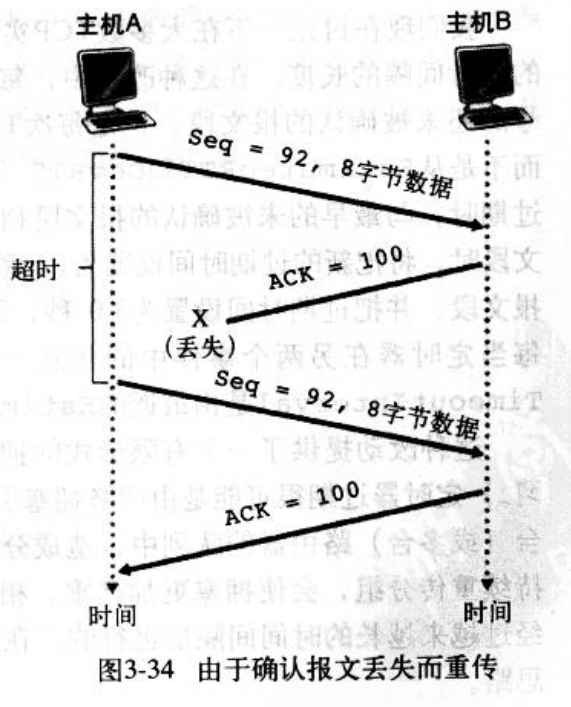 主机A 主机B
Seq = 92, 8字节数据
超时
ACK = 100
X
(丢失)
Seq = 92, 8字节数据
ACK = 100
时间 时间
图3-34 由于确认报文丢失而重传